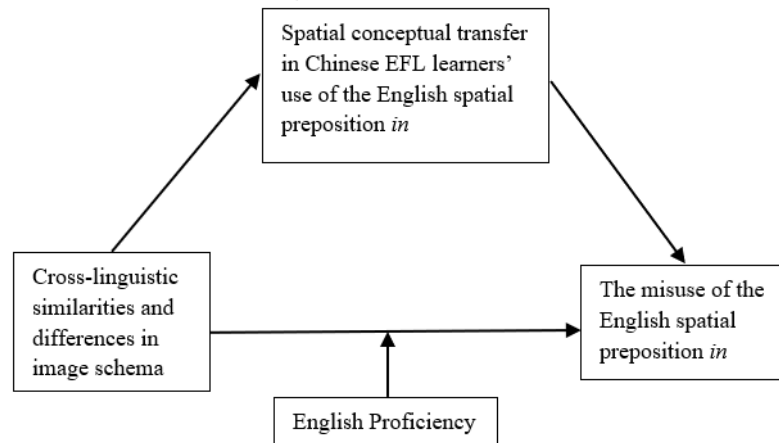 Spatial conceptual transfer
in Chinese EFL learners’
use of the English spatial
preposition in
Cross-linguistic
similarities and
differences in
image schema
The misuse of the
English spatial
preposition in
English Proficiency